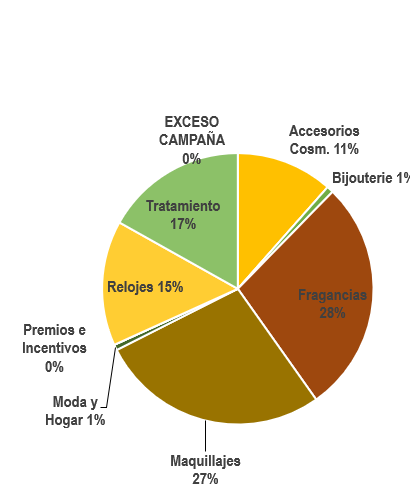 EXCESO
CAMPAÑA
0%
Accesorios
Cosm. 11%
Bijouterie 1%
Fragancias
28%
Maquillajes
27%
Moda y
Hogar 1%
Premios e
Incentivos
0%
Relojes 15%
Tratamiento
17%